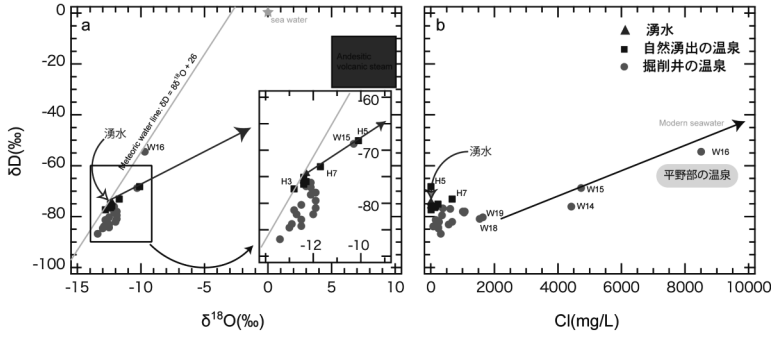 a
sea water
Andesitic
volcanic steam
Meteoric water line: δD = 8δ¹⁸O + 26
湧水
W16
W15
H5
H7
H3
-60
-70
-80
-12
-10
0
-20
-40
-60
-80
-100
δD(‰)
-15
-10
-5
0
5
10
δ¹⁸O(‰)
b
▲ 湧水
■ 自然湧出の温泉
● 掘削井の温泉
Modern seawater
湧水
W16
平野部の温泉
H5
H7
W15
W14
W19
W18
0
2000
4000
6000
8000
10000
Cl(mg/L)
δD(‰)